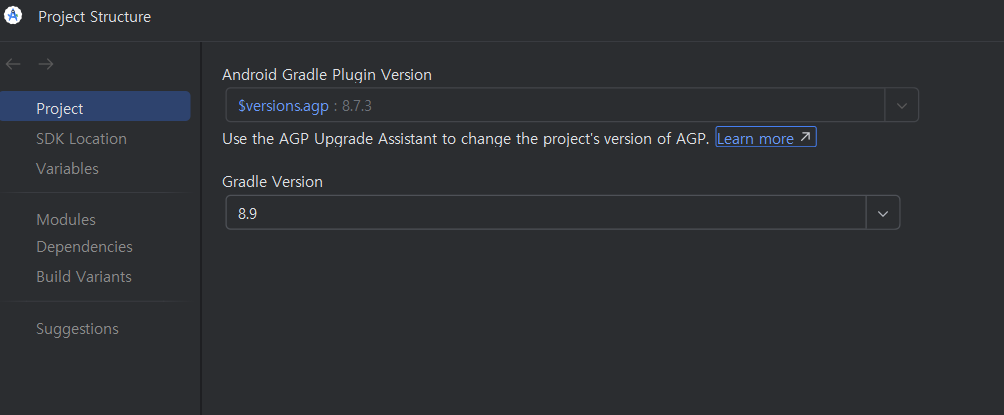 Project Structure
Project
SDK Location
Variables
Modules
Dependencies
Build Variants
Suggestions
Android Gradle Plugin Version
$versions.agp : 8.7.3
Use the AGP Upgrade Assistant to change the project's version of AGP. Learn more ↗
Gradle Version
8.9